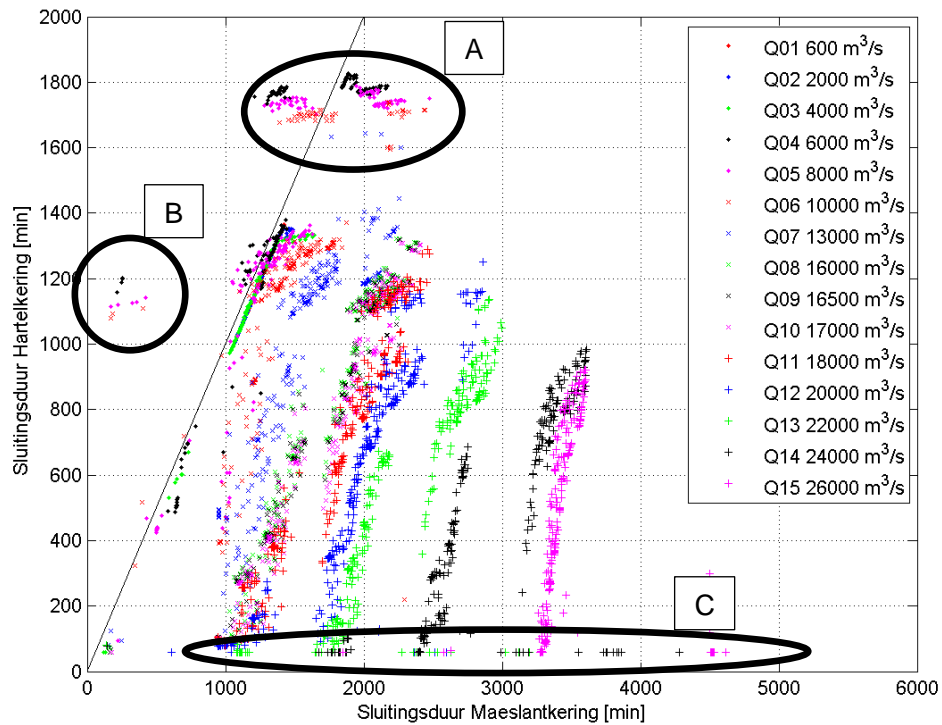 A
B
C
2000
1800
1600
1400
1200
1000
800
600
400
200
0
Sluitingsduur Hartelkering [min]
0 1000 2000 3000 4000 5000 6000
Sluitingsduur Maeslantkering [min]
Q01 600 m³/s
Q02 2000 m³/s
Q03 4000 m³/s
Q04 6000 m³/s
Q05 8000 m³/s
Q06 10000 m³/s
Q07 13000 m³/s
Q08 16000 m³/s
Q09 16500 m³/s
Q10 17000 m³/s
Q11 18000 m³/s
Q12 20000 m³/s
Q13 22000 m³/s
Q14 24000 m³/s
Q15 26000 m³/s